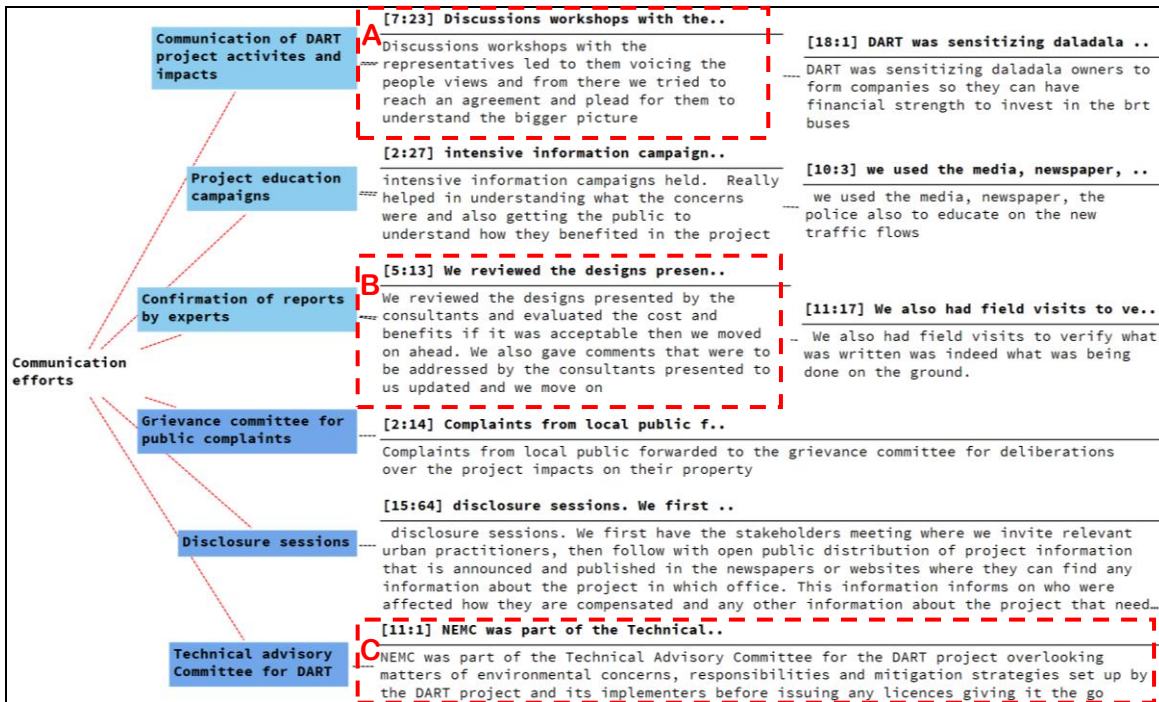 Communication efforts
Communication of DART
project activites and
impacts
A
[7:23] Discussions workshops with the..
Discussions workshops with the
representatives led to them voicing the
people views and from there we tried to
reach an agreement and plead for them to
understand the bigger picture
[18:1] DART was sensitizing daladala ..
DART was sensitizing daladala owners to
form companies so they can have
financial strength to invest in the brt
buses
Project education
campaigns
[2:27] intensive information campaign..
intensive information campaigns held.  Really
helped in understanding what the concerns
were and also getting the public to
understand how they benefited in the project
[10:3] we used the media, newspaper, ..
we used the media, newspaper, the
police also to educate on the new
traffic flows
Confirmation of reports
by experts
B
[5:13] We reviewed the designs presen..
We reviewed the designs presented by the
consultants and evaluated the cost and
benefits if it was acceptable then we moved
on ahead. We also gave comments that were to
be addressed by the consultants presented to
us updated and we move on
[11:17] We also had field visits to ve..
We also had field visits to verify what
was written was indeed what was being
done on the ground.
Grievance committee for
public complaints
[2:14] Complaints from local public f..
Complaints from local public forwarded to the grievance committee for deliberations
over the project impacts on their property
Disclosure sessions
[15:64] disclosure sessions. We first ..
disclosure sessions. We first have the stakeholders meeting where we invite relevant
urban practitioners, then follow with open public distribution of project information
that is announced and published in the newspapers or websites where they can find any
information about the project in which office. This information informs on who were
affected how they are compensated and any other information about the project that need…
Technical advisory
Committee for DART
C
[11:1] NEMC was part of the Technical..
NEMC was part of the Technical Advisory Committee for the DART project overlooking
matters of environmental concerns, responsibilities and mitigation strategies set up by
the DART project and its implementers before issuing any licences giving it the go